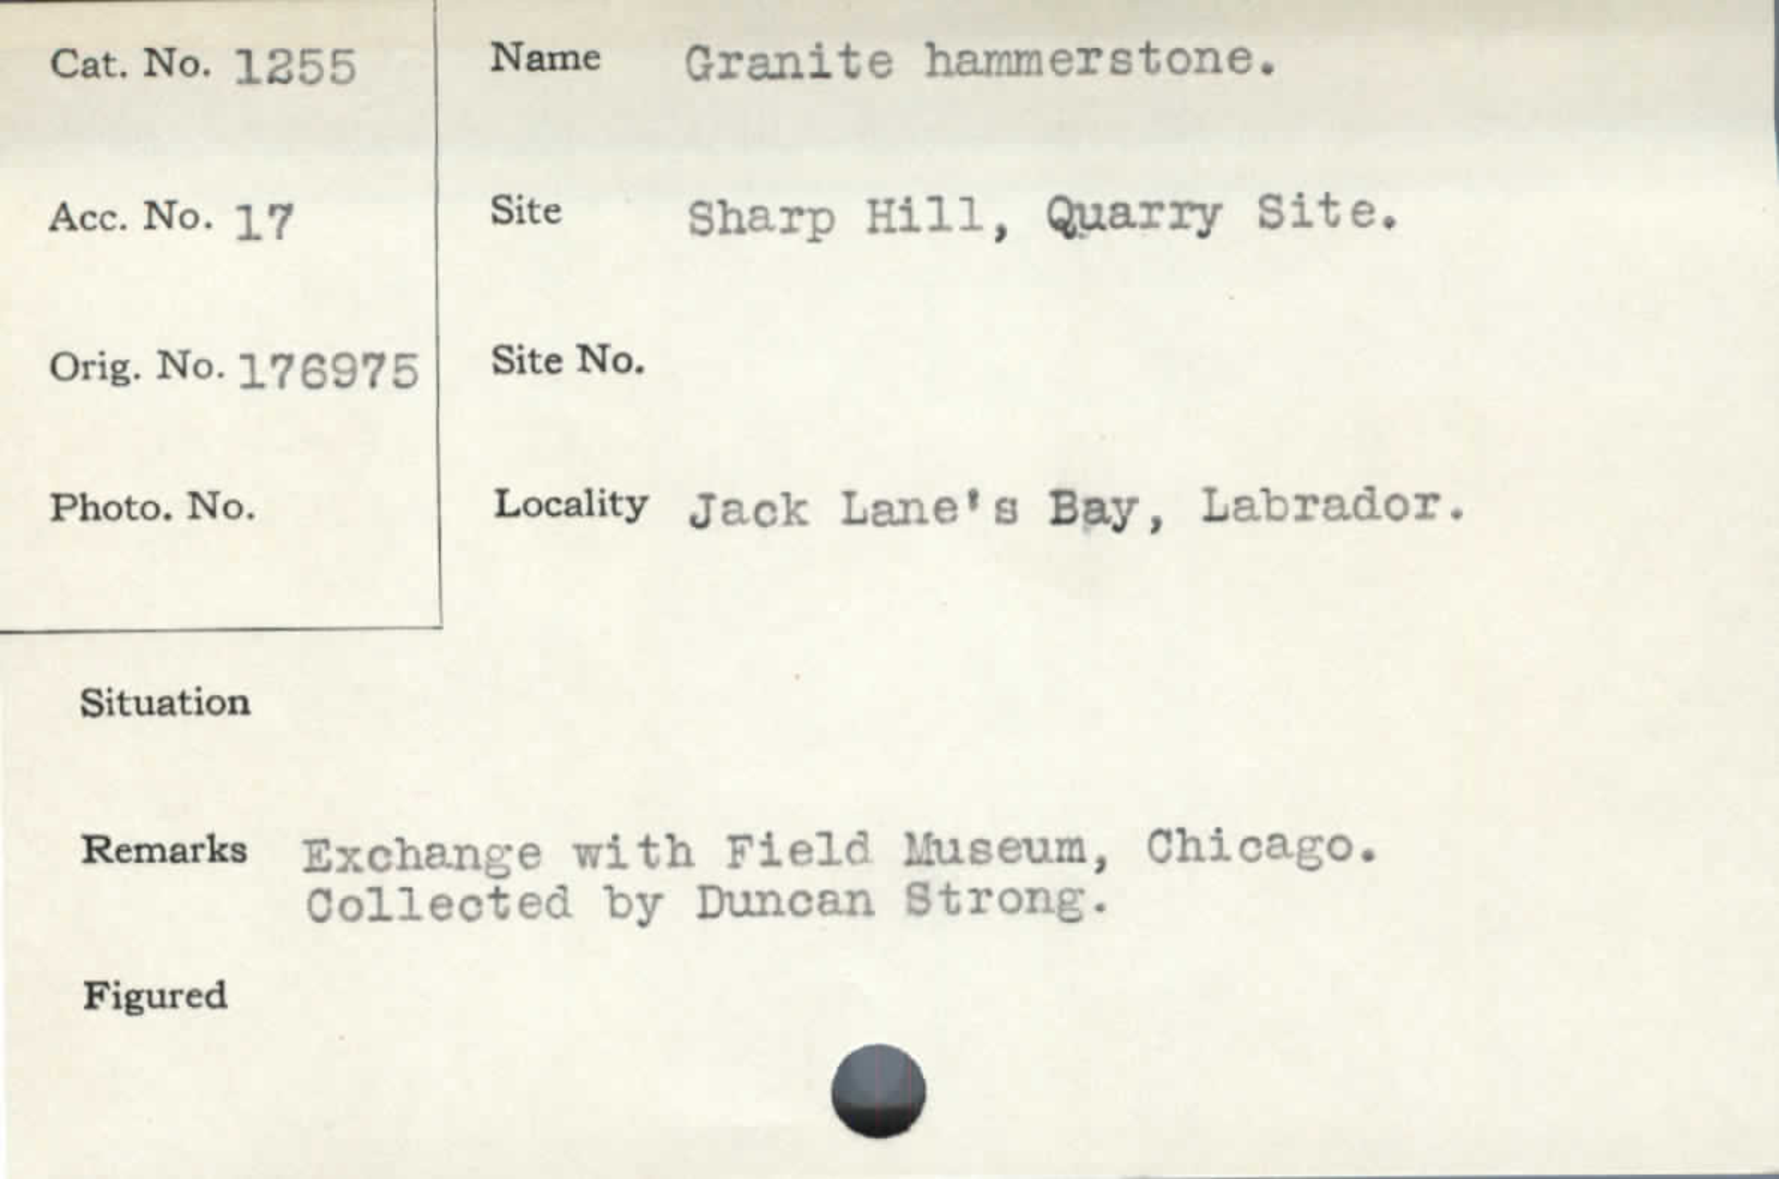 Cat. No. 1255
Name Granite hammerstone.
Acc. No. 17
Site Sharp Hill, Quarry Site.
Orig. No. 176975
Site No.
Photo. No.
Locality Jack Lane's Bay, Labrador.
Situation
Remarks Exchange with Field Museum, Chicago.
Collected by Duncan Strong.
Figured